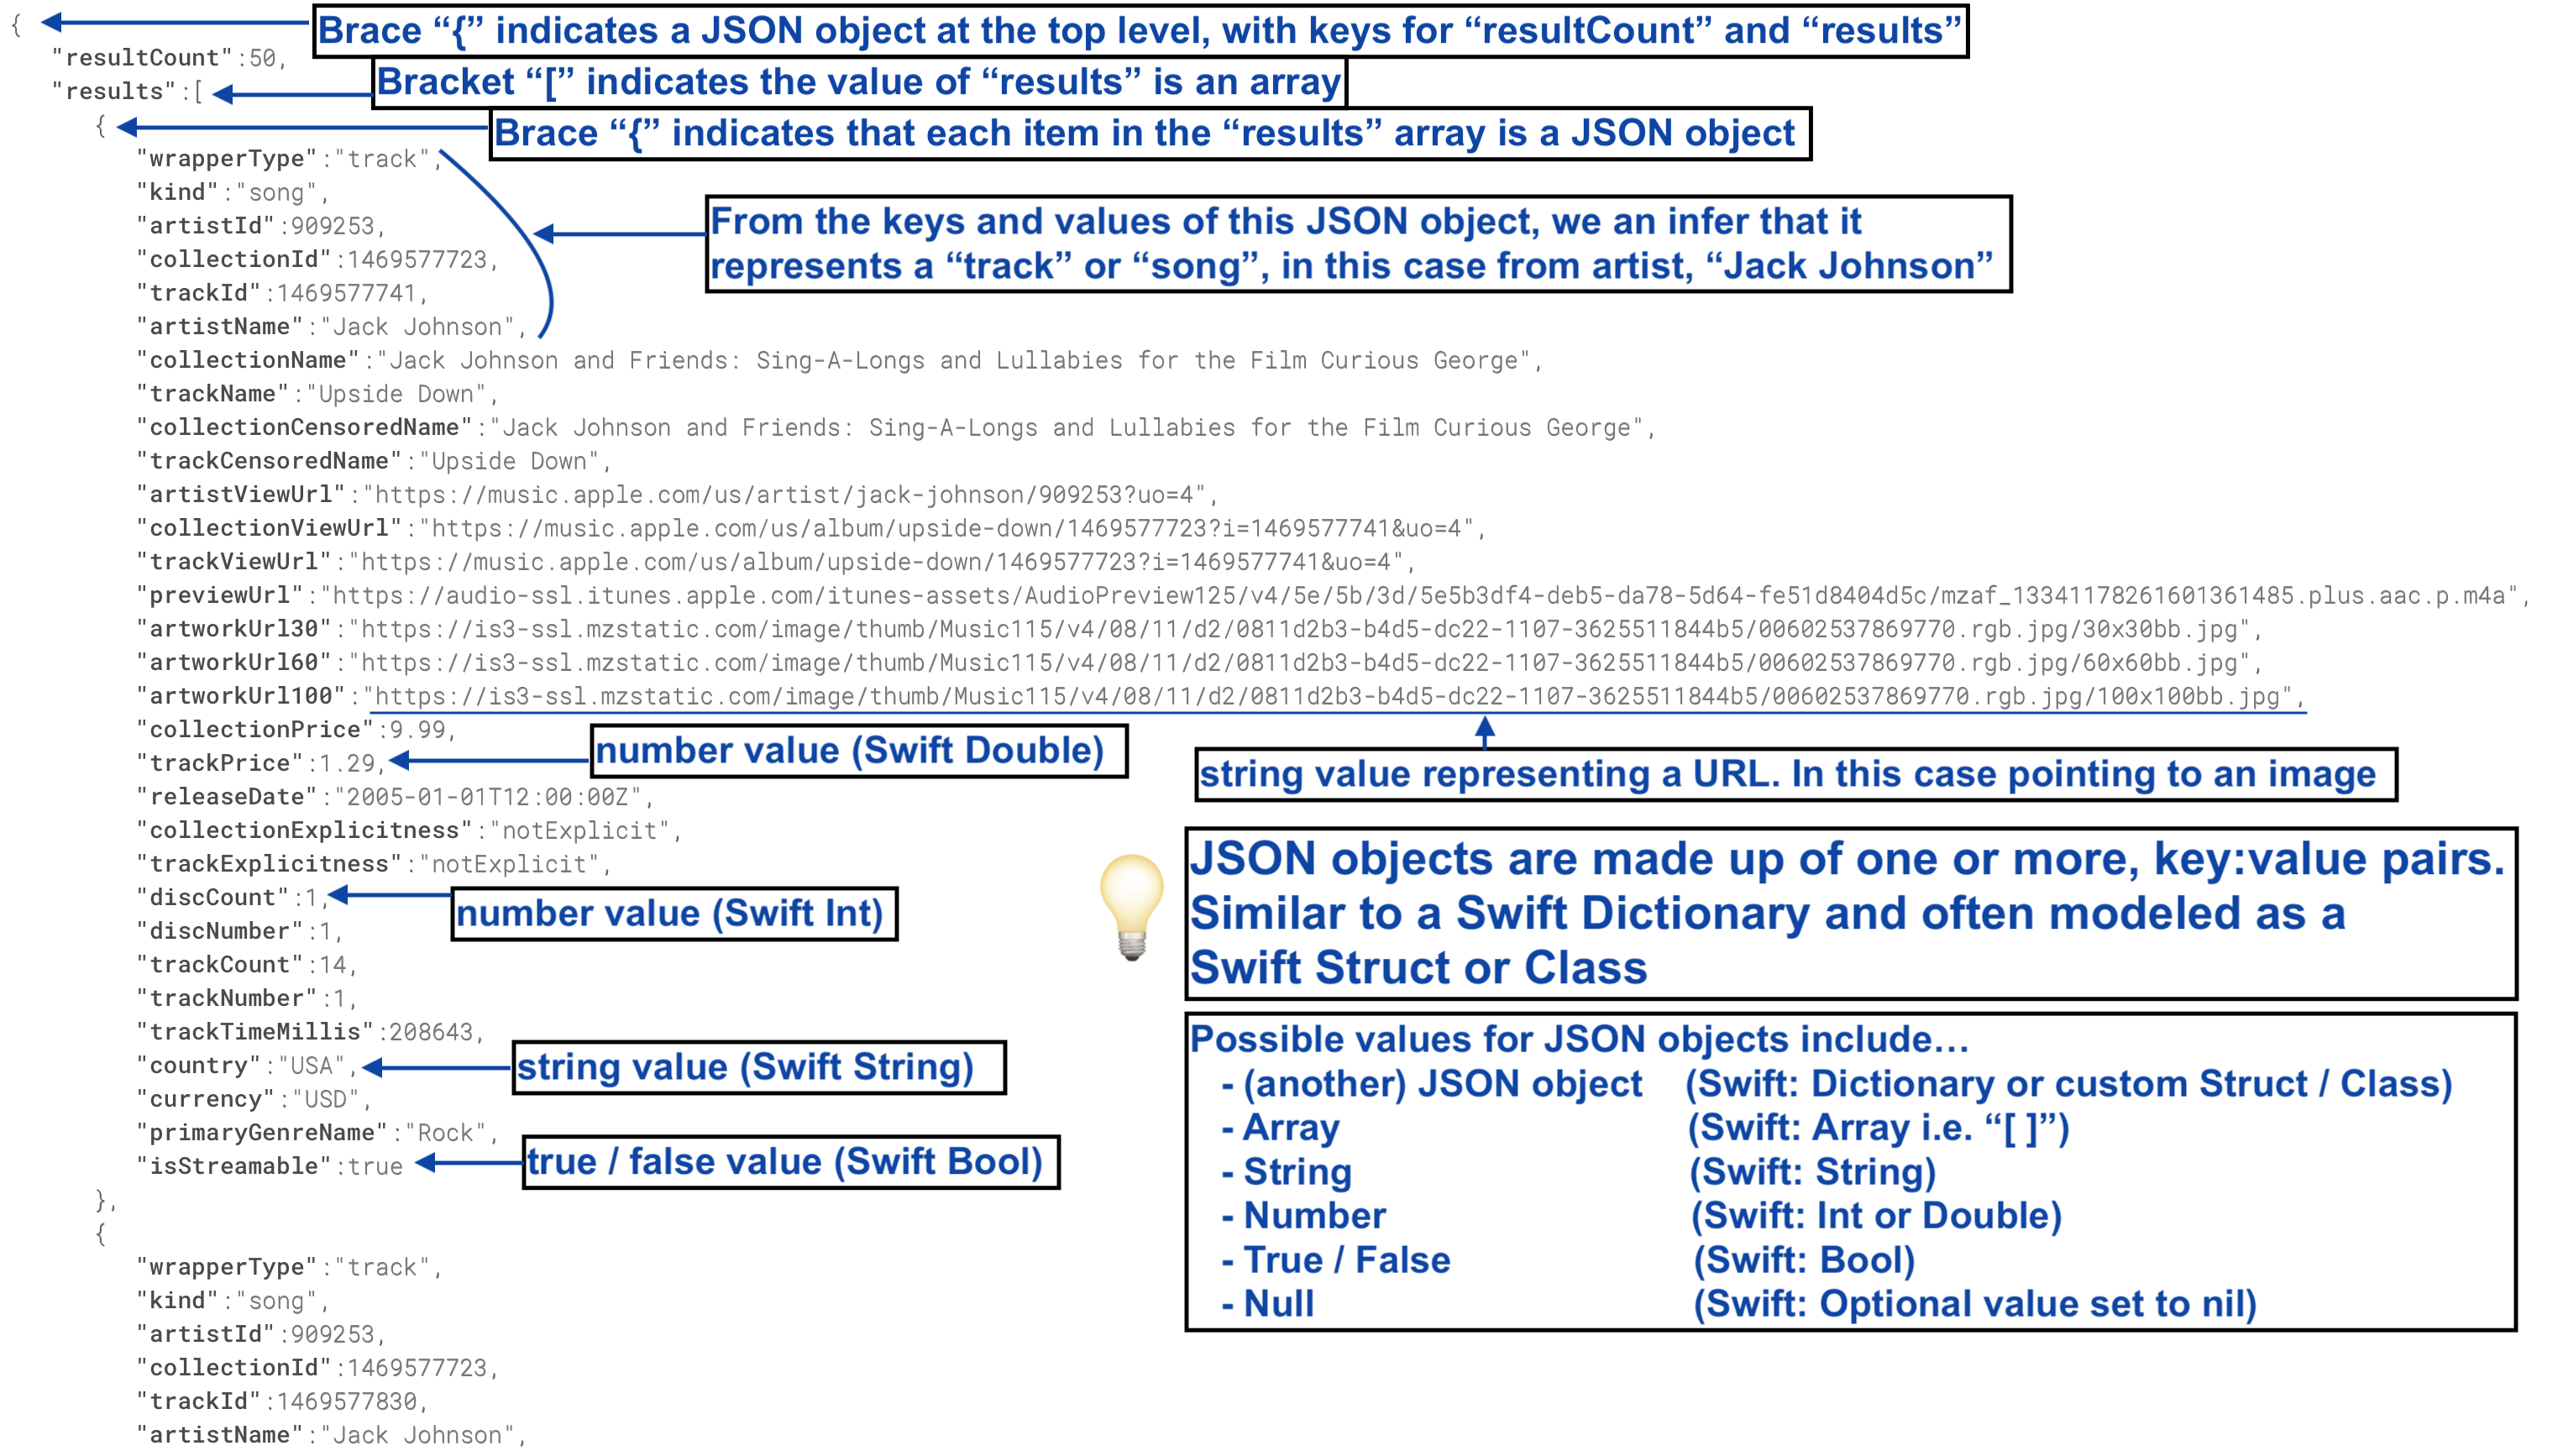 {
Brace “{” indicates a JSON object at the top level, with keys for “resultCount” and “results”
"resultCount":50,
"results":[
Bracket “[” indicates the value of “results” is an array
{
Brace “{” indicates that each item in the “results” array is a JSON object
"wrapperType":"track",
"kind":"song",
"artistId":909253,
"collectionId":1469577723,
"trackId":1469577741,
"artistName":"Jack Johnson",
From the keys and values of this JSON object, we an infer that it
represents a “track” or “song”, in this case from artist, “Jack Johnson”
"collectionName":"Jack Johnson and Friends: Sing-A-Longs and Lullabies for the Film Curious George",
"trackName":"Upside Down",
"collectionCensoredName":"Jack Johnson and Friends: Sing-A-Longs and Lullabies for the Film Curious George",
"trackCensoredName":"Upside Down",
"artistViewUrl":"https://music.apple.com/us/artist/jack-johnson/909253?uo=4",
"collectionViewUrl":"https://music.apple.com/us/album/upside-down/1469577723?i=1469577741&uo=4",
"trackViewUrl":"https://music.apple.com/us/album/upside-down/1469577723?i=1469577741&uo=4",
"previewUrl":"https://audio-ssl.itunes.apple.com/itunes-assets/AudioPreview125/v4/5e/5b/3d/5e5b3df4-deb5-da78-5d64-fe51d8404d5c/mzaf_13341178261601361485.plus.aac.p.m4a",
"artworkUrl30":"https://is3-ssl.mzstatic.com/image/thumb/Music115/v4/08/11/d2/0811d2b3-b4d5-dc22-1107-3625511844b5/00602537869770.rgb.jpg/30x30bb.jpg",
"artworkUrl60":"https://is3-ssl.mzstatic.com/image/thumb/Music115/v4/08/11/d2/0811d2b3-b4d5-dc22-1107-3625511844b5/00602537869770.rgb.jpg/60x60bb.jpg",
"artworkUrl100":"https://is3-ssl.mzstatic.com/image/thumb/Music115/v4/08/11/d2/0811d2b3-b4d5-dc22-1107-3625511844b5/00602537869770.rgb.jpg/100x100bb.jpg",
string value representing a URL. In this case pointing to an image
"collectionPrice":9.99,
"trackPrice":1.29,
number value (Swift Double)
"releaseDate":"2005-01-01T12:00:00Z",
"collectionExplicitness":"notExplicit",
"trackExplicitness":"notExplicit",
"discCount":1,
number value (Swift Int)
"discNumber":1,
"trackCount":14,
"trackNumber":1,
"trackTimeMillis":208643,
"country":"USA",
string value (Swift String)
"currency":"USD",
"primaryGenreName":"Rock",
"isStreamable":true
true / false value (Swift Bool)
},
{
"wrapperType":"track",
"kind":"song",
"artistId":909253,
"collectionId":1469577723,
"trackId":1469577830,
"artistName":"Jack Johnson",
JSON objects are made up of one or more, key:value pairs.
Similar to a Swift Dictionary and often modeled as a
Swift Struct or Class
Possible values for JSON objects include…
- (another) JSON object (Swift: Dictionary or custom Struct / Class)
- Array (Swift: Array i.e. “[ ]”)
- String (Swift: String)
- Number (Swift: Int or Double)
- True / False (Swift: Bool)
- Null (Swift: Optional value set to nil)